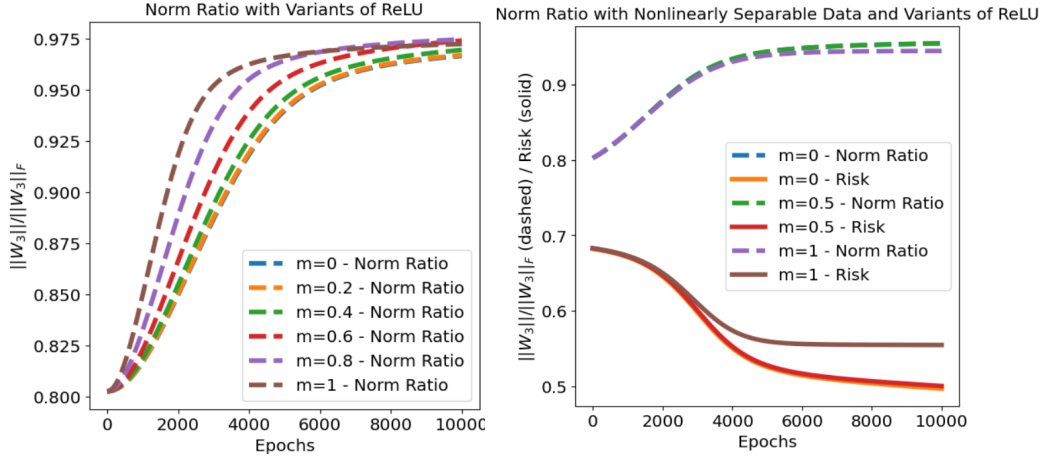 Norm Ratio with Variants of ReLU
||W₃||/||W₃||_F
0.975
0.950
0.925
0.900
0.875
0.850
0.825
0.800
m=0 - Norm Ratio
m=0.2 - Norm Ratio
m=0.4 - Norm Ratio
m=0.6 - Norm Ratio
m=0.8 - Norm Ratio
m=1 - Norm Ratio
0 2000 4000 6000 8000 10000
Epochs
Norm Ratio with Nonlinearly Separable Data and Variants of ReLU
||W₃||/||W₃||_F (dashed) / Risk (solid)
0.9
0.8
0.7
0.6
0.5
m=0 - Norm Ratio
m=0 - Risk
m=0.5 - Norm Ratio
m=0.5 - Risk
m=1 - Norm Ratio
m=1 - Risk
0 2000 4000 6000 8000 10000
Epochs